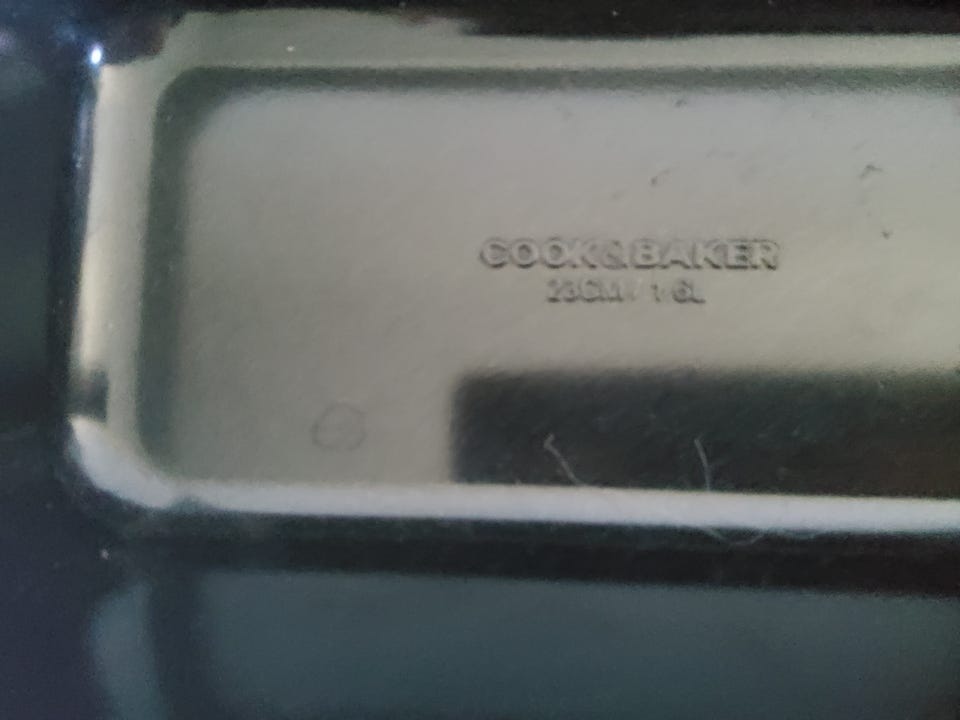 COOK&BAKER
23CM / 1.6L